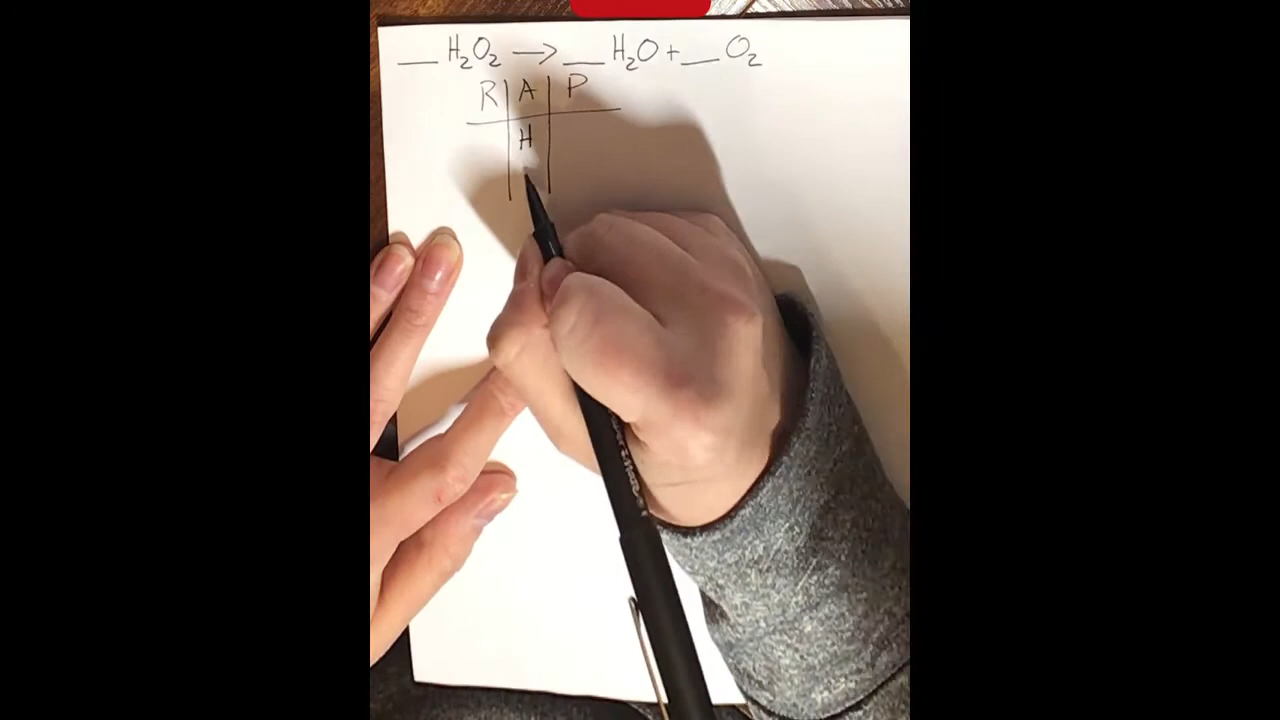 __ H₂O₂ → __ H₂O + __ O₂
R | A | P
H